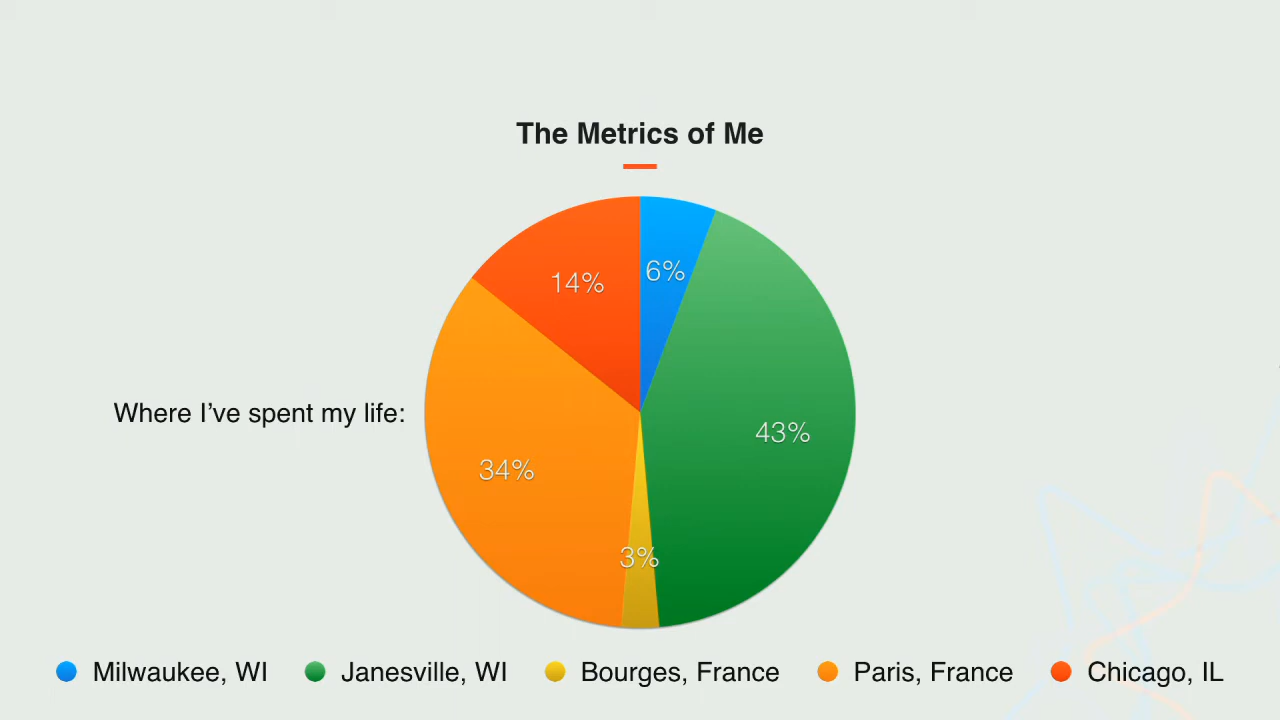 The Metrics of Me
14%
6%
Where I’ve spent my life:
43%
34%
3%
Milwaukee, WI
Janesville, WI
Bourges, France
Paris, France
Chicago, IL